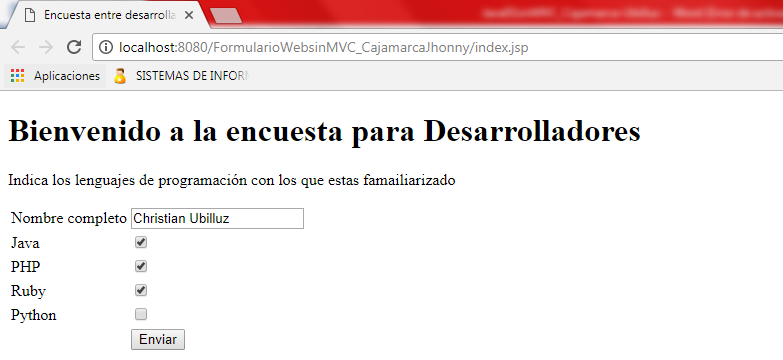 Encuesta entre desarrolla
localhost:8080/FormularioWebsinMVC_CajamarcaJhonny/index.jsp
Aplicaciones SISTEMAS DE INFOR
Bienvenido a la encuesta para Desarrolladores
Indica los lenguajes de programación con los que estas famailiarizado
Nombre completo Christian Ubilluz
Java
PHP
Ruby
Python
Enviar